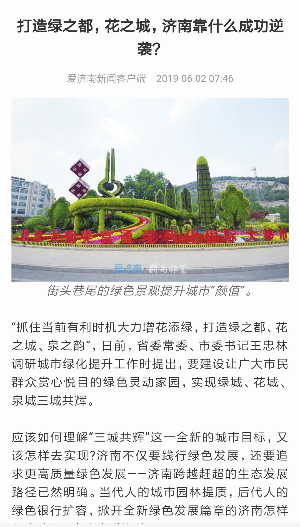 打造绿之都，花之城，济南靠什么成功逆
袭？
爱济南新闻客户端 2019-06-02 07:46
街头巷尾的绿色景观提升城市“颜值”。
“抓住当前有利时机大力增花添绿，打造绿之都、花
之城、泉之韵”，日前，省委常委、市委书记王忠林
调研城市绿化提升工作时提出，要建设让广大市民
群众赏心悦目的绿色灵动家园，实现绿城、花城、
泉城三城共辉。
应该如何理解“三城共辉”这一全新的城市目标，又
该怎样去实现?济南不仅要践行绿色发展，还要追
求更高质量绿色发展——济南跨越赶超的生态发展
路径已然明确。当代人的城市园林提质，后代人的
绿色银行扩容，掀开全新绿色发展篇章的济南怎样